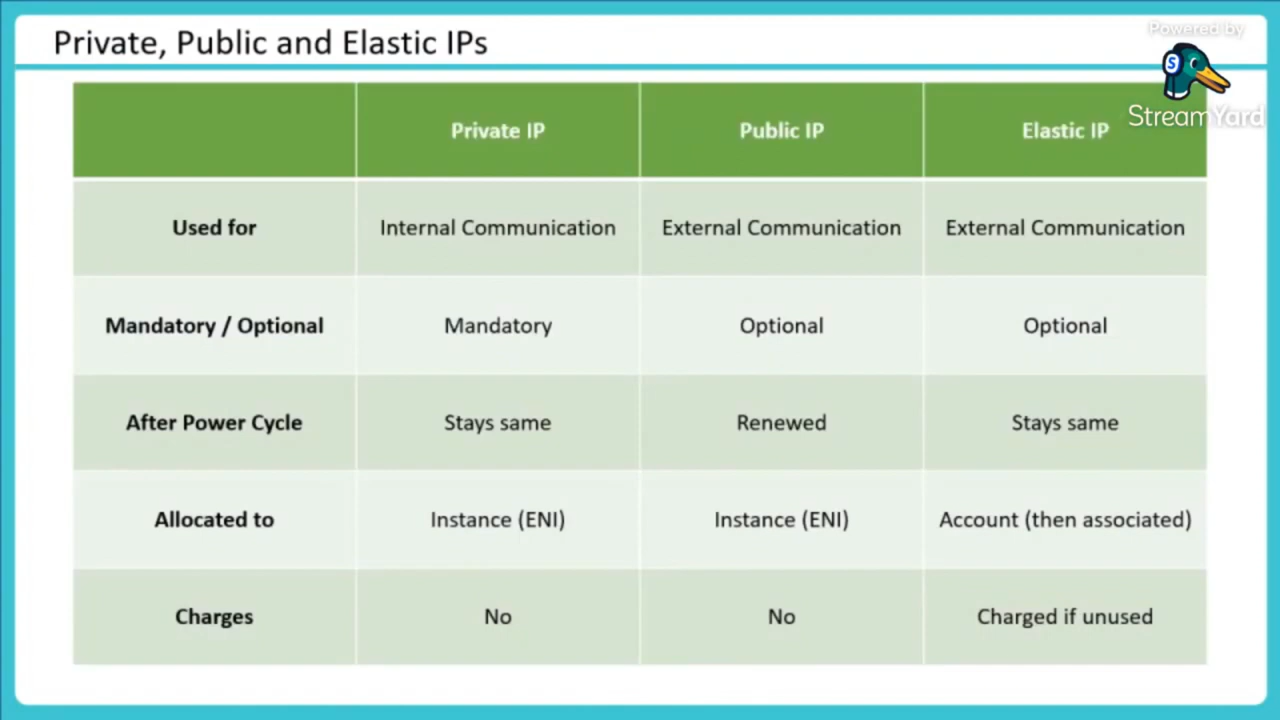 Private, Public and Elastic IPs
Powered by
S
StreamYard
Private IP
Public IP
Elastic IP
Used for
Internal Communication
External Communication
External Communication
Mandatory / Optional
Mandatory
Optional
Optional
After Power Cycle
Stays same
Renewed
Stays same
Allocated to
Instance (ENI)
Instance (ENI)
Account (then associated)
Charges
No
No
Charged if unused